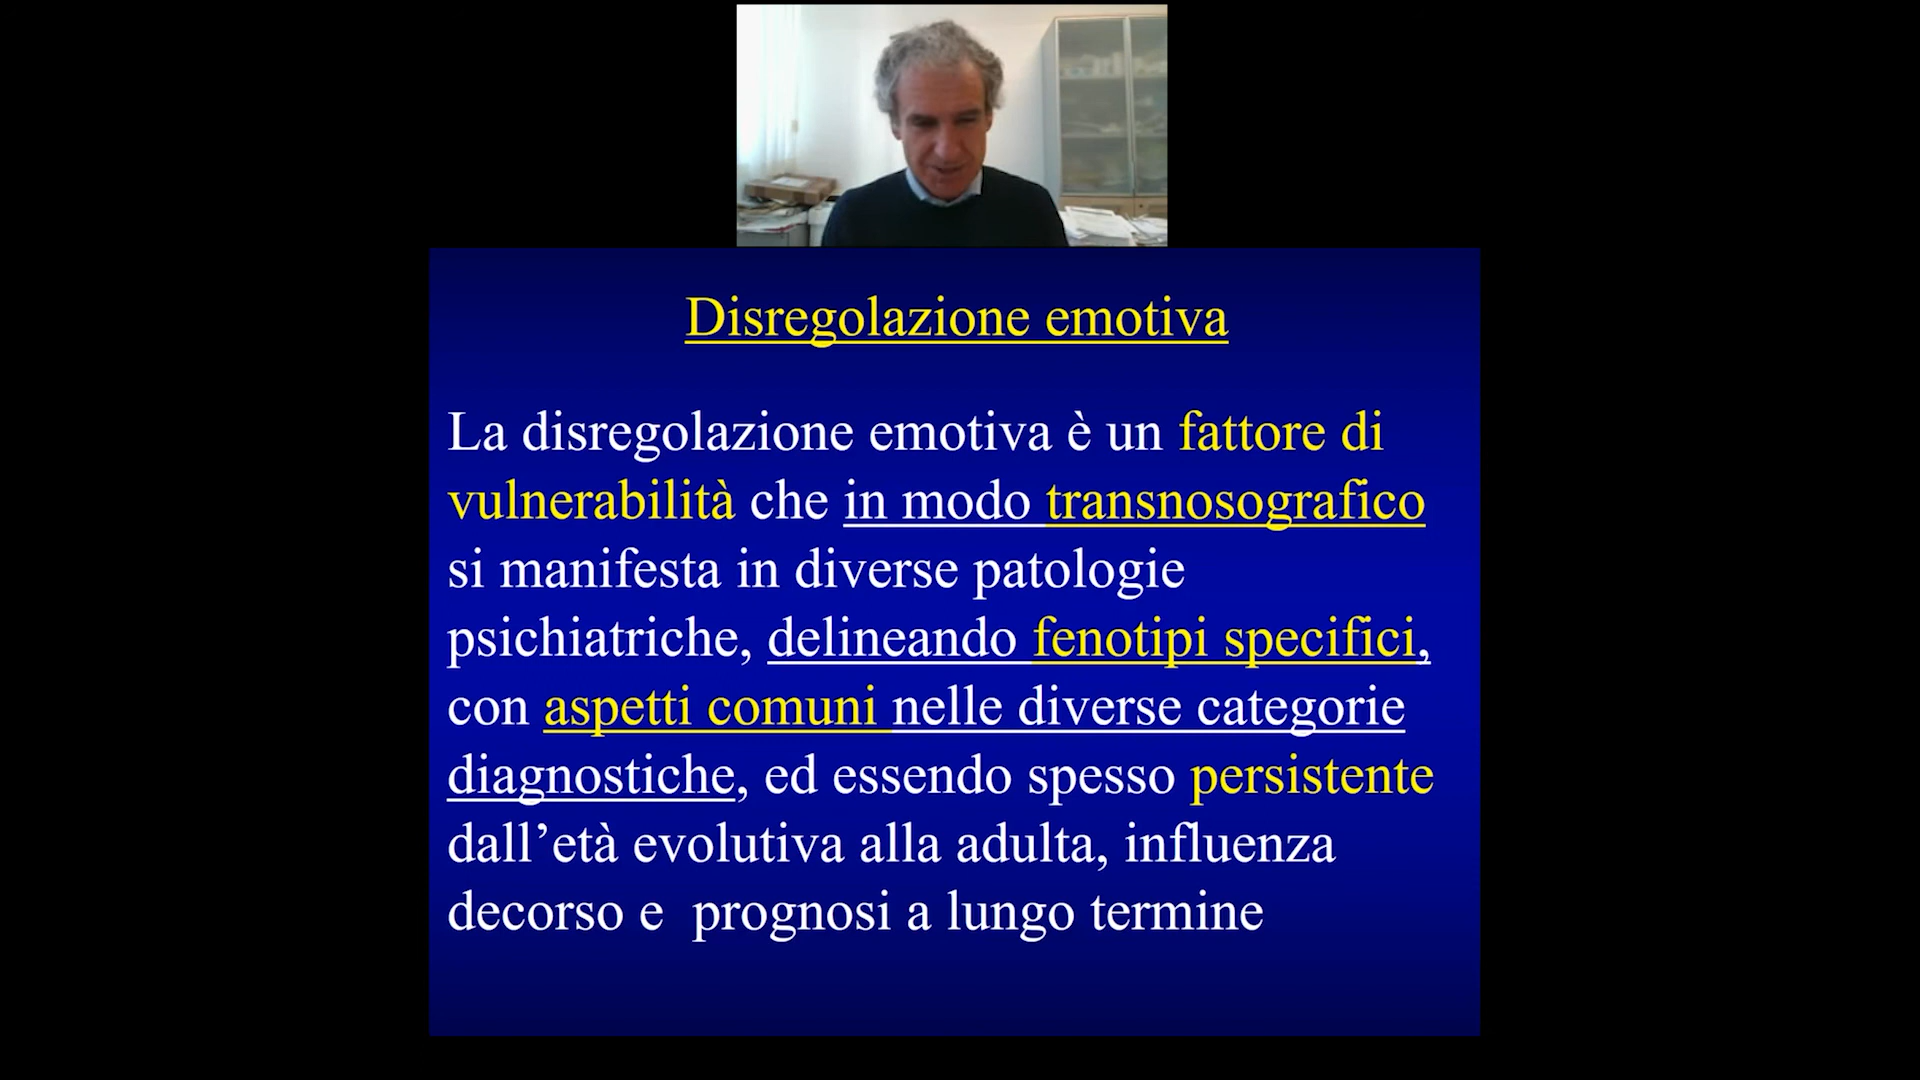 Disregolazione emotiva
La disregolazione emotiva è un fattore di
vulnerabilità che in modo transnosografico
si manifesta in diverse patologie
psichiatriche, delineando fenotipi specifici,
con aspetti comuni nelle diverse categorie
diagnostiche, ed essendo spesso persistente
dall’età evolutiva alla adulta, influenza
decorso e  prognosi a lungo termine